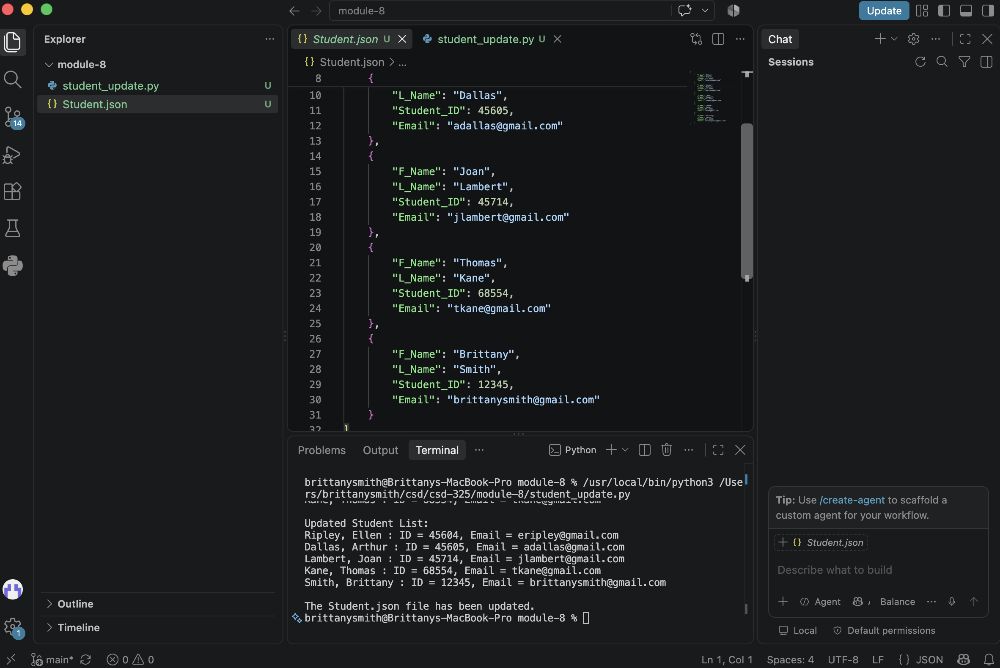 module-8
Update
Explorer
module-8
student_update.py U
Student.json U
14
Outline
Timeline
1
Student.json U
student_update.py U
{} Student.json > ...
8 {
10 "L_Name": "Dallas",
11 "Student_ID": 45605,
12 "Email": "adallas@gmail.com"
13 },
14 {
15 "F_Name": "Joan",
16 "L_Name": "Lambert",
17 "Student_ID": 45714,
18 "Email": "jlambert@gmail.com"
19 },
20 {
21 "F_Name": "Thomas",
22 "L_Name": "Kane",
23 "Student_ID": 68554,
24 "Email": "tkane@gmail.com"
25 },
26 {
27 "F_Name": "Brittany",
28 "L_Name": "Smith",
29 "Student_ID": 12345,
30 "Email": "brittanysmith@gmail.com"
31 }
32 ]
Problems Output Terminal ... Python
brittanysmith@Brittanys-MacBook-Pro module-8 % /usr/local/bin/python3 /Use
rs/brittanysmith/csd/csd-325/module-8/student_update.py
Kane, Thomas : ID = 68554, Email = tkane@gmail.com
Updated Student List:
Ripley, Ellen : ID = 45604, Email = eripley@gmail.com
Dallas, Arthur : ID = 45605, Email = adallas@gmail.com
Lambert, Joan : ID = 45714, Email = jlambert@gmail.com
Kane, Thomas : ID = 68554, Email = tkane@gmail.com
Smith, Brittany : ID = 12345, Email = brittanysmith@gmail.com
The Student.json file has been updated.
brittanysmith@Brittanys-MacBook-Pro module-8 %
Chat
Sessions
Tip: Use /create-agent to scaffold a
custom agent for your workflow.
{} Student.json
Describe what to build
Agent Balance ...
Local Default permissions
main* 0 0
Ln 1, Col 1 Spaces: 4 UTF-8 LF {} JSON